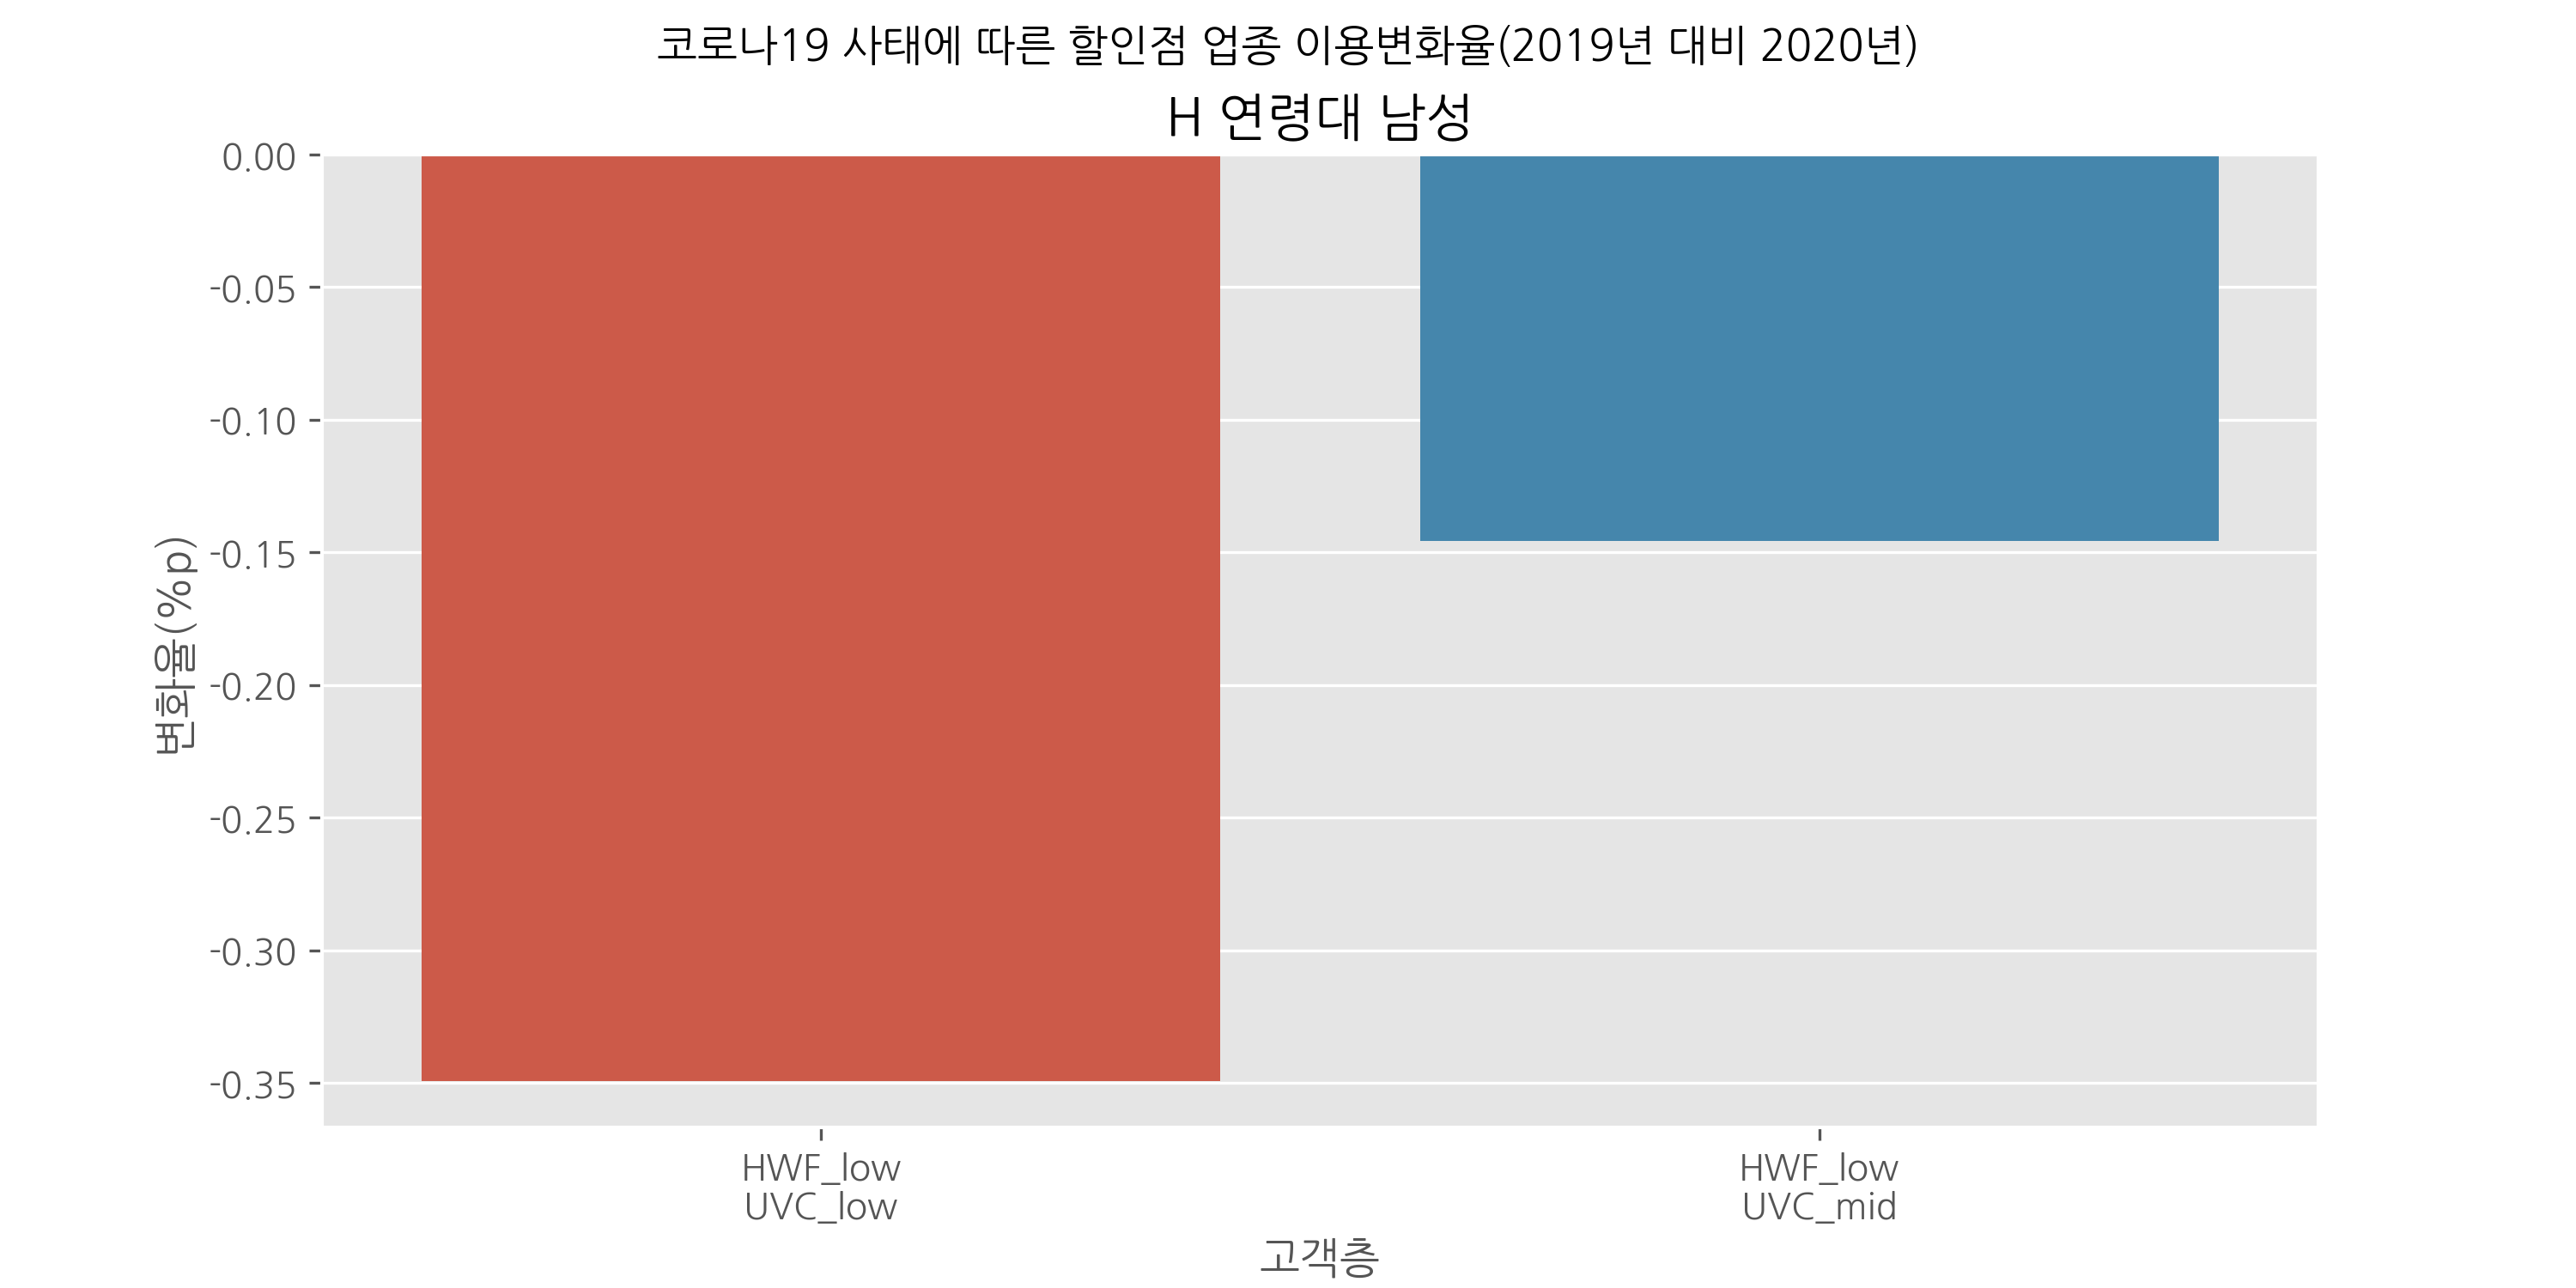 코로나19 사태에 따른 할인점 업종 이용변화율(2019년 대비 2020년)
H 연령대 남성
변화율(%p)
0.00
-0.05
-0.10
-0.15
-0.20
-0.25
-0.30
-0.35
HWF_low
UVC_low
HWF_low
UVC_mid
고객층